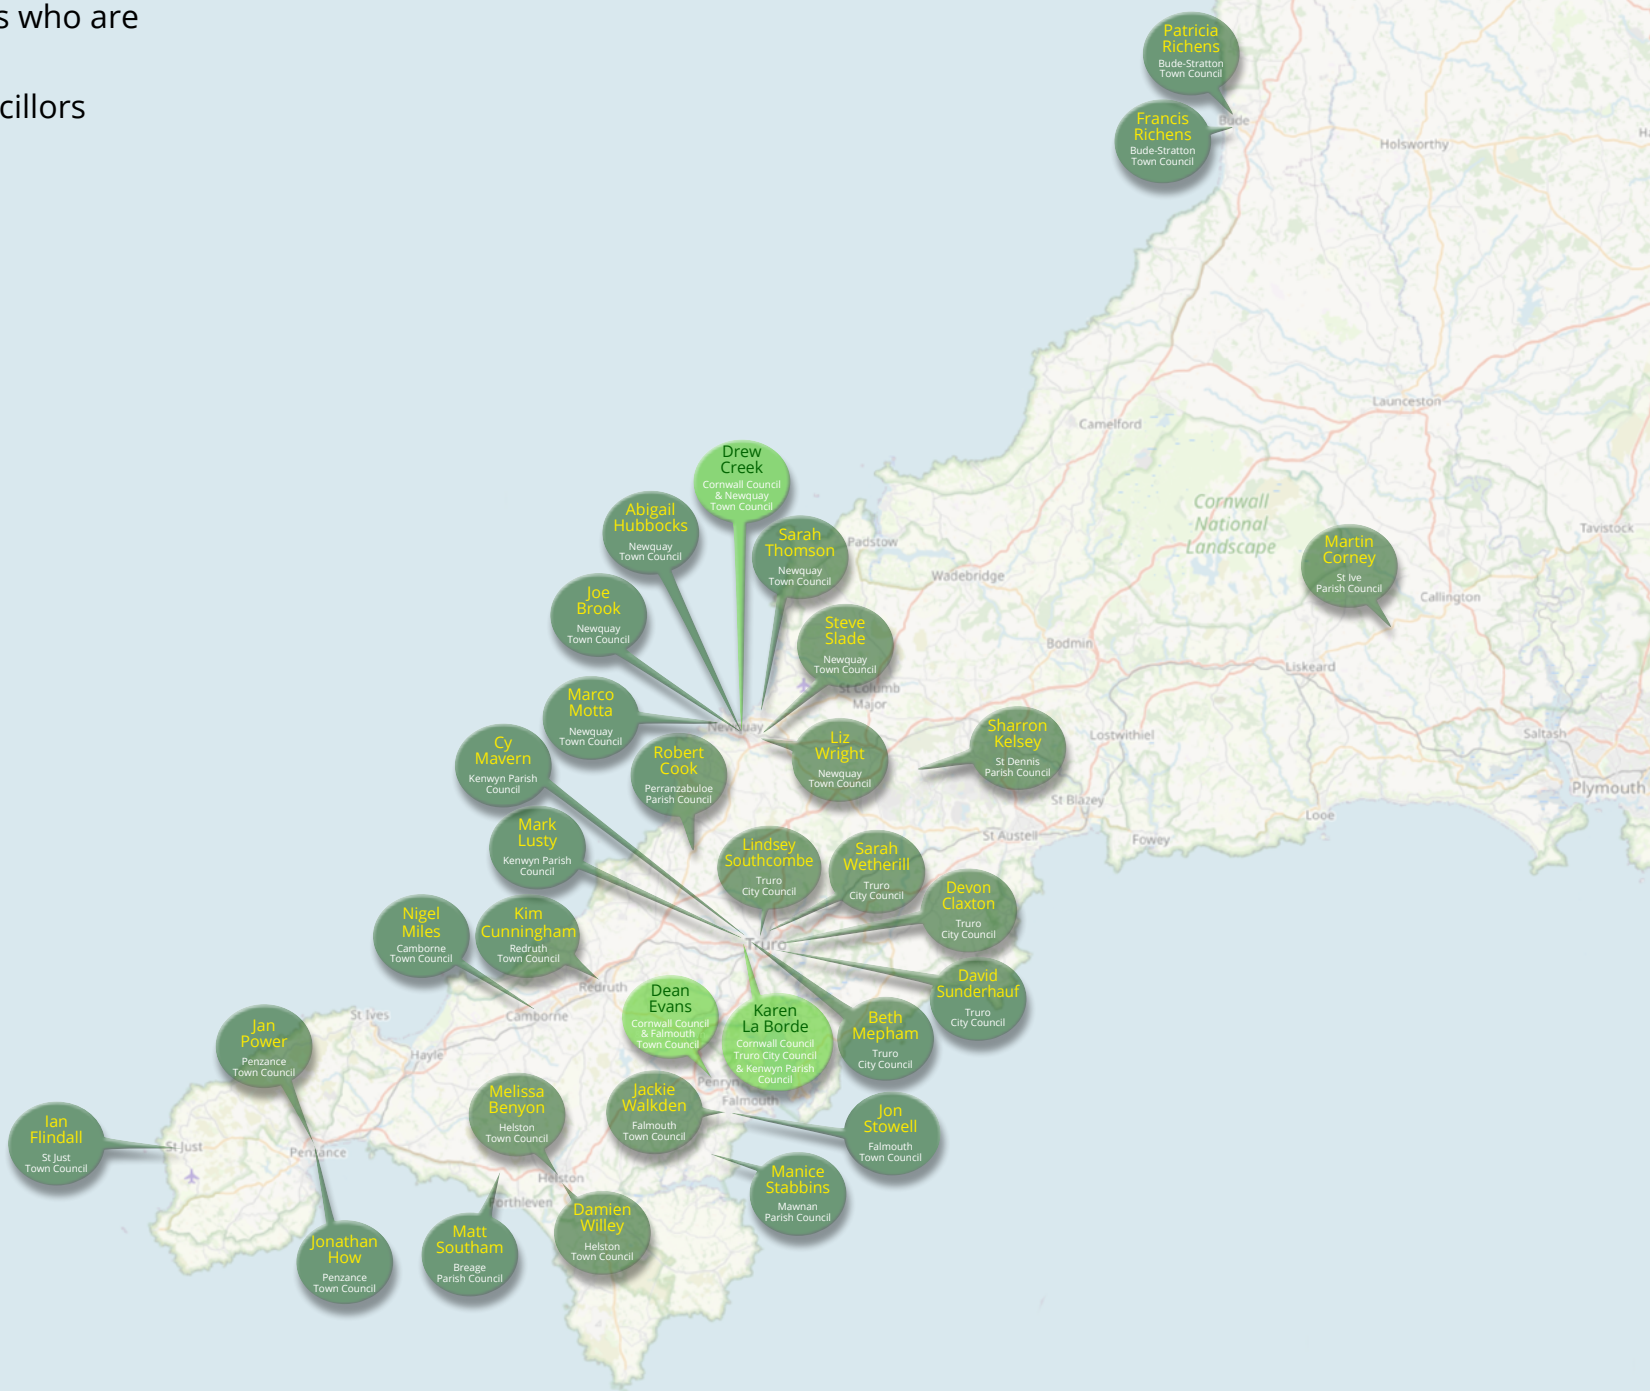 s who are
cillors
Patricia
Richens
Bude-Stratton
Town Council
Francis
Richens
Bude-Stratton
Town Council
Bude
Holsworthy
Launceston
Camelford
Cornwall
National
Landscape
Tavistock
Martin
Corney
St Ive
Parish Council
Callington
Drew
Creek
Cornwall Council
& Newquay
Town Council
Abigail
Hubbocks
Newquay
Town Council
Sarah
Thomson
Newquay
Town Council
Padstow
Wadebridge
Joe
Brook
Newquay
Town Council
Steve
Slade
Newquay
Town Council
Bodmin
Liskeard
St Columb
Major
Marco
Motta
Newquay
Town Council
Newquay
Cy
Mavern
Kenwyn Parish
Council
Robert
Cook
Perranzabuloe
Parish Council
Liz
Wright
Newquay
Town Council
Sharron
Kelsey
St Dennis
Parish Council
Lostwithiel
Saltash
Plymouth
St Blazey
Looe
Fowey
St Austell
Mark
Lusty
Kenwyn Parish
Council
Lindsey
Southcombe
Truro
City Council
Sarah
Wetherill
Truro
City Council
Devon
Claxton
Truro
City Council
Nigel
Miles
Camborne
Town Council
Kim
Cunningham
Redruth
Town Council
Truro
David
Sunderhauf
Truro
City Council
Redruth
Camborne
Dean
Evans
Cornwall Council
& Falmouth
Town Council
Karen
La Borde
Cornwall Council
Truro City Council
& Kenwyn Parish
Council
Beth
Mepham
Truro
City Council
Jan
Power
Penzance
Town Council
St Ives
Hayle
Penryn
Falmouth
Melissa
Benyon
Helston
Town Council
Jackie
Walkden
Falmouth
Town Council
Jon
Stowell
Falmouth
Town Council
Ian
Flindall
St Just
Town Council
St Just
Penzance
Manice
Stabbins
Mawnan
Parish Council
Helston
Porthleven
Damien
Willey
Helston
Town Council
Matt
Southam
Breage
Parish Council
Jonathan
How
Penzance
Town Council